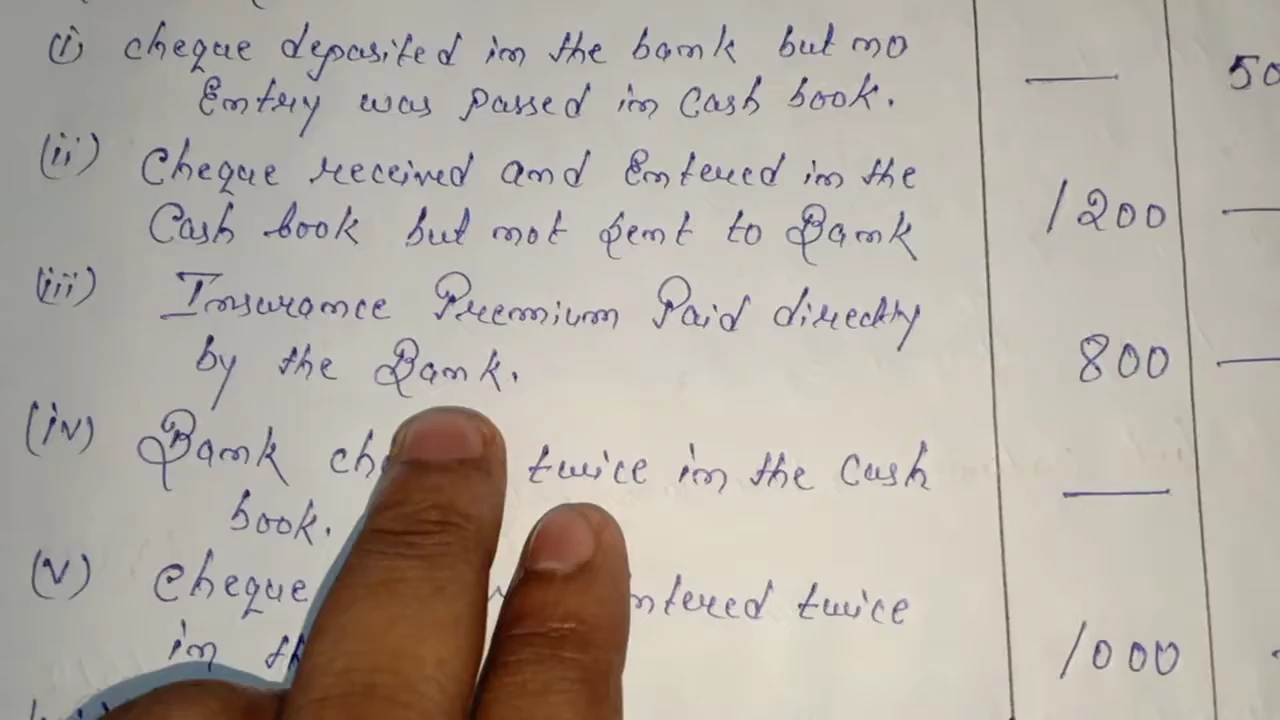 (i) cheque deposited in the bank but no
Entry was passed in Cash book. — 50
(ii) Cheque received and Entered in the
Cash book but not sent to Bank 1200 —
(iii) Insurance Premium Paid directly
by the Bank. 800 —
(iv) Bank twice in the Cash
book. —
(v) cheque twice
in 1000